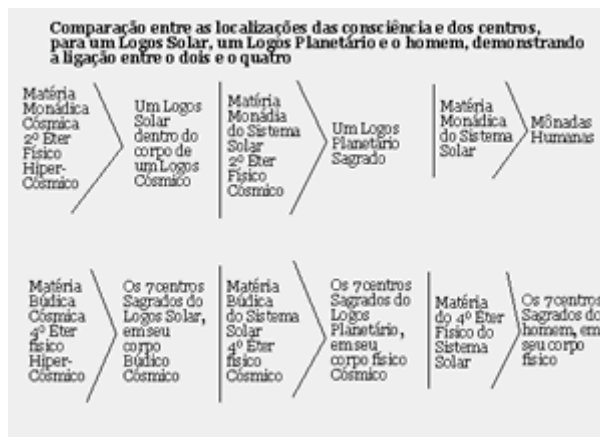 Comparação entre as localizações das consciência e dos centros,
para um Logos Solar, um Logos Planetário e o homem, demonstrando
a ligação entre o dois e o quatro
Matéria
Monádica
Cósmica
2º Éter
Físico
Hiper-
Cósmico
Um Logos
Solar
dentro do
corpo de
um Logos
Cósmico
Matéria
Monádia
do Sistema
Solar
2º Éter
Físico
Cósmico
Um Logos
Planetário
Sagrado
Matéria
Monádica
do Sistema
Solar
Mônadas
Humanas
Matéria
Búdica
Cósmica
4º Éter
físico
Hiper-
Cósmico
Os 7centros
Sagrados do
Logos Solar,
em seu
corpo
Búdico
Cósmico
Matéria
Búdica
do Sistema
Solar
4º Éter
físico
Cósmico
Os 7centros
Sagrados do
Logos
Planetário,
em seu
corpo físico
Cósmico
Matéria
do 4º Éter
Físico do
Sistema
Solar
Os 7centros
Sagrados do
homem, em
seu corpo
físico